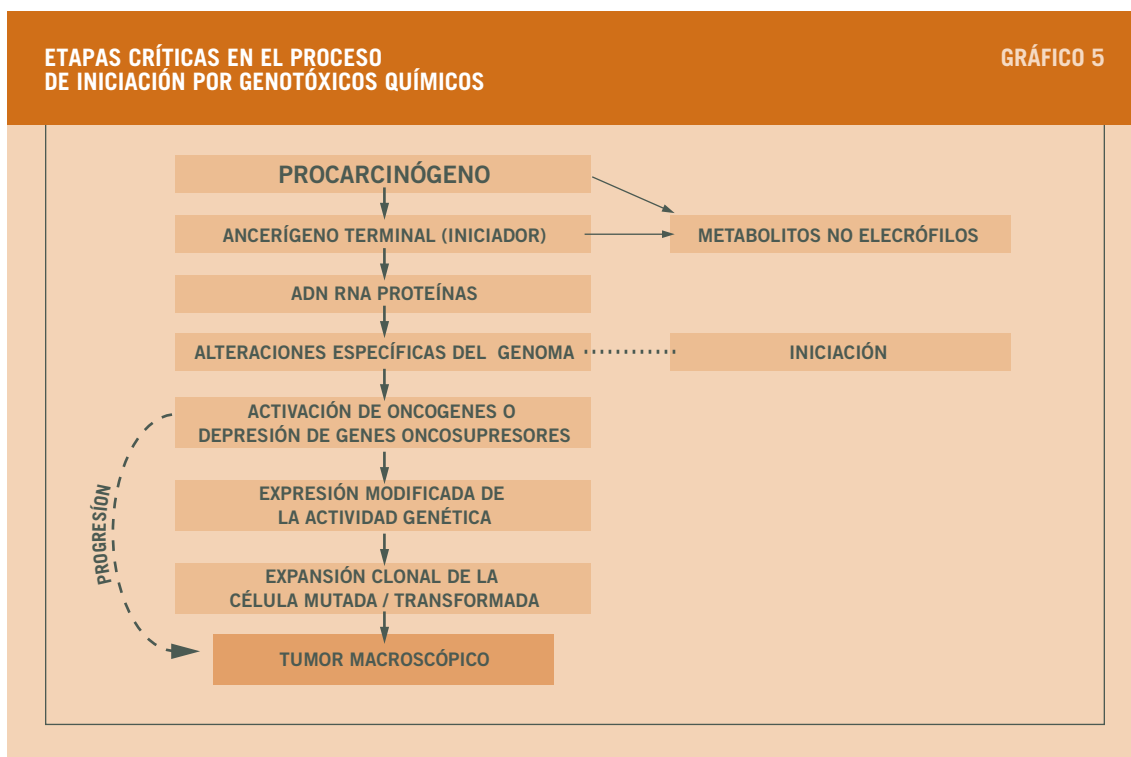 ETAPAS CRÍTICAS EN EL PROCESO
DE INICIACIÓN POR GENOTÓXICOS QUÍMICOS
GRÁFICO 5
PROCARCINÓGENO
ANCERÍGENO TERMINAL (INICIADOR)
METABOLITOS NO ELECRÓFILOS
ADN RNA PROTEÍNAS
ALTERACIONES ESPECÍFICAS DEL GENOMA
INICIACIÓN
ACTIVACIÓN DE ONCOGENES O
DEPRESIÓN DE GENES ONCOSUPRESORES
EXPRESIÓN MODIFICADA DE
LA ACTIVIDAD GENÉTICA
EXPANSIÓN CLONAL DE LA
CÉLULA MUTADA / TRANSFORMADA
TUMOR MACROSCÓPICO
PROGRESÍON